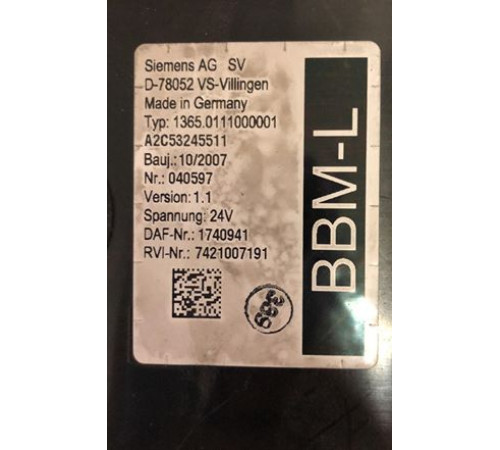 Siemens AG SV
D-78052 VS-Villingen
Made in Germany
Typ: 1365.0111000001
A2C53245511
Bauj.: 10/2007
Nr.: 040597
Version: 1.1
Spannung: 24V
DAF-Nr.: 1740941
RVI-Nr.: 7421007191
BBM-L